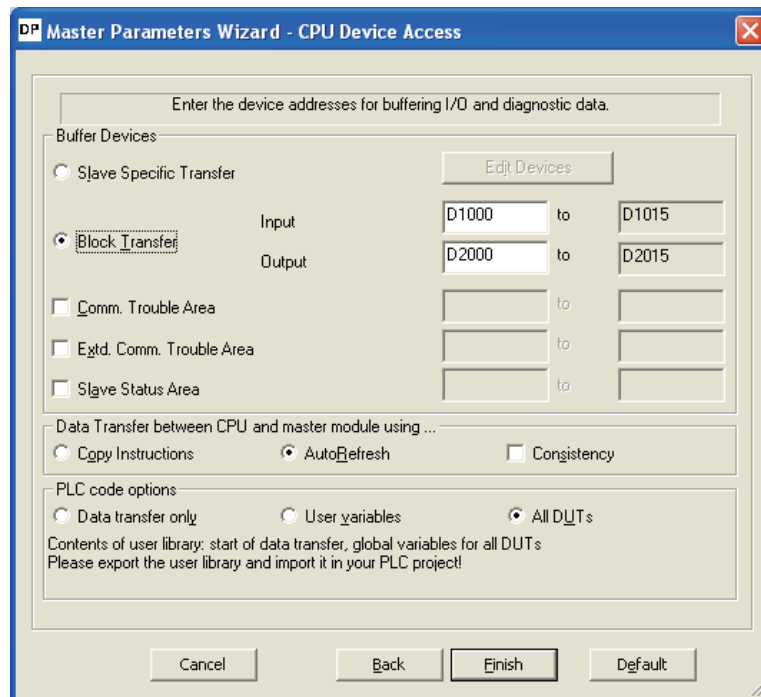 DP Master Parameters Wizard - CPU Device Access
Enter the device addresses for buffering I/O and diagnostic data.
Buffer Devices
Slave Specific Transfer Edit Devices
Input D1000 to D1015
Block Transfer
Output D2000 to D2015
Comm. Trouble Area to
Extd. Comm. Trouble Area to
Slave Status Area to
Data Transfer between CPU and master module using ...
Copy Instructions AutoRefresh Consistency
PLC code options
Data transfer only User variables All DUTs
Contents of user library: start of data transfer, global variables for all DUTs
Please export the user library and import it in your PLC project!
Cancel Back Finish Default